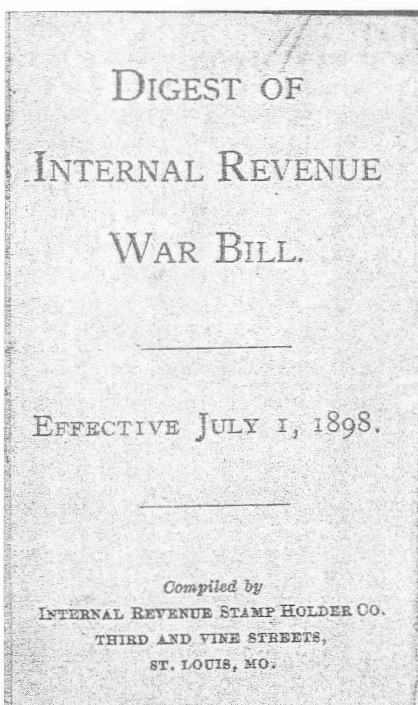 DIGEST OF
INTERNAL REVENUE
WAR BILL.
EFFECTIVE JULY 1, 1898.
Compiled by
INTERNAL REVENUE STAMP HOLDER CO.
THIRD AND VINE STREETS,
ST. LOUIS, MO.